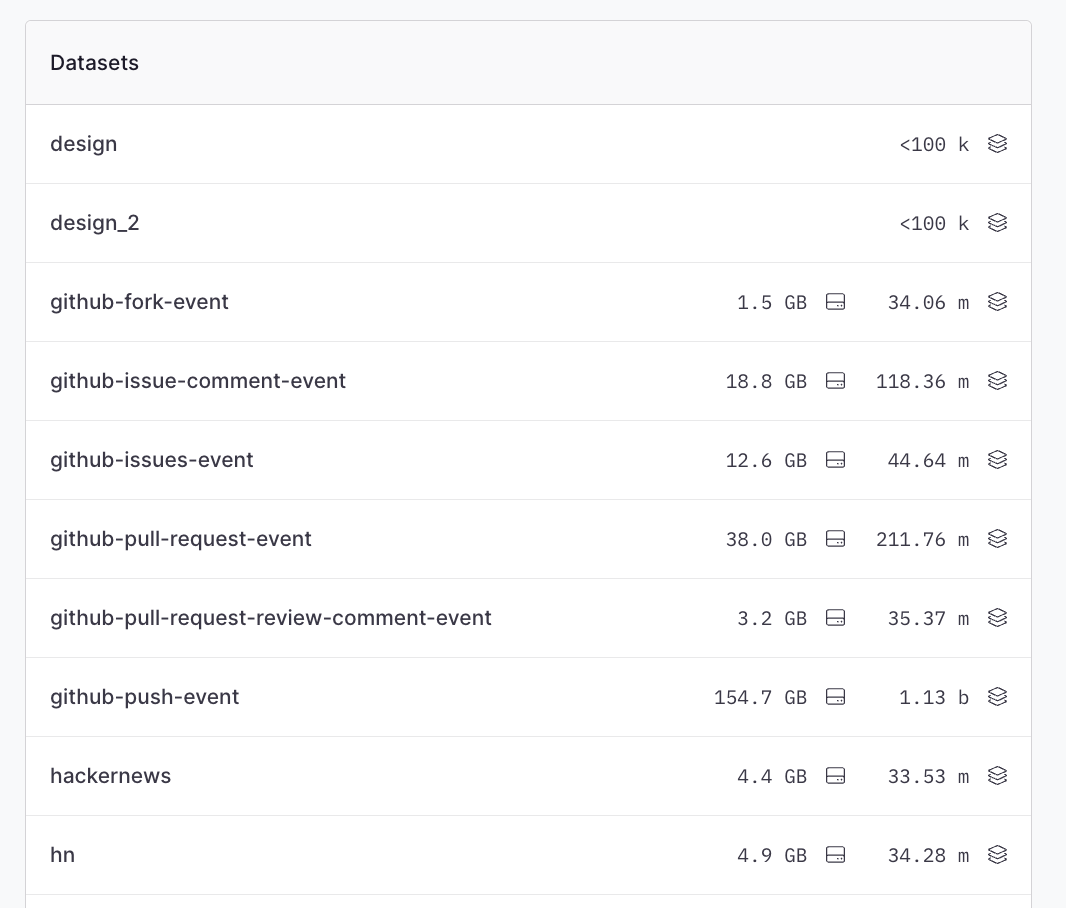 Datasets
design <100 k
design_2 <100 k
github-fork-event 1.5 GB 34.06 m
github-issue-comment-event 18.8 GB 118.36 m
github-issues-event 12.6 GB 44.64 m
github-pull-request-event 38.0 GB 211.76 m
github-pull-request-review-comment-event 3.2 GB 35.37 m
github-push-event 154.7 GB 1.13 b
hackernews 4.4 GB 33.53 m
hn 4.9 GB 34.28 m